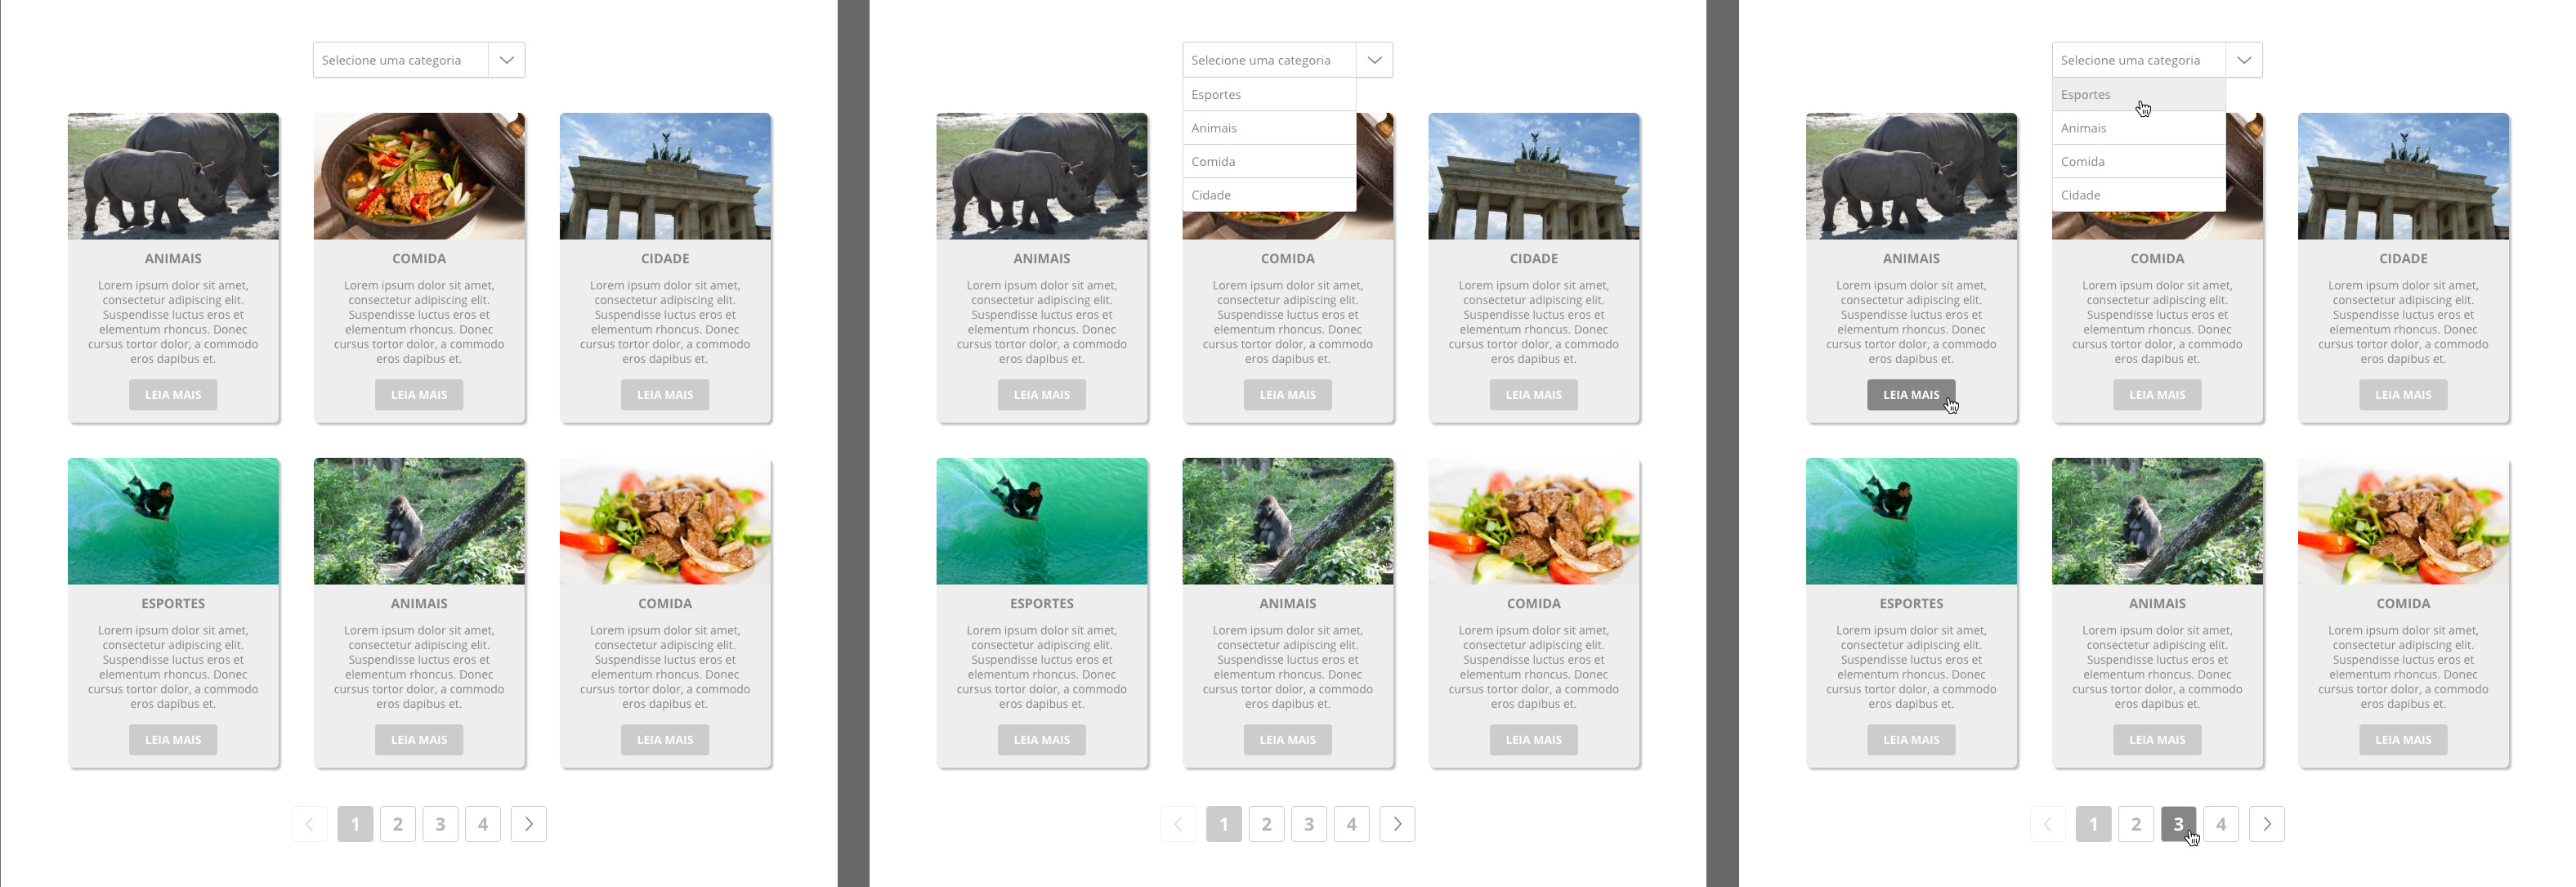 Selecione uma categoria
ANIMAIS
Lorem ipsum dolor sit amet,
consectetur adipiscing elit.
Suspendisse luctus eros et
elementum rhoncus. Donec
cursus tortor dolor, a commodo
eros dapibus et.
LEIA MAIS
COMIDA
Lorem ipsum dolor sit amet,
consectetur adipiscing elit.
Suspendisse luctus eros et
elementum rhoncus. Donec
cursus tortor dolor, a commodo
eros dapibus et.
LEIA MAIS
CIDADE
Lorem ipsum dolor sit amet,
consectetur adipiscing elit.
Suspendisse luctus eros et
elementum rhoncus. Donec
cursus tortor dolor, a commodo
eros dapibus et.
LEIA MAIS
ESPORTES
Lorem ipsum dolor sit amet,
consectetur adipiscing elit.
Suspendisse luctus eros et
elementum rhoncus. Donec
cursus tortor dolor, a commodo
eros dapibus et.
LEIA MAIS
ANIMAIS
Lorem ipsum dolor sit amet,
consectetur adipiscing elit.
Suspendisse luctus eros et
elementum rhoncus. Donec
cursus tortor dolor, a commodo
eros dapibus et.
LEIA MAIS
COMIDA
Lorem ipsum dolor sit amet,
consectetur adipiscing elit.
Suspendisse luctus eros et
elementum rhoncus. Donec
cursus tortor dolor, a commodo
eros dapibus et.
LEIA MAIS
1 2 3 4
Selecione uma categoria
Esportes
Animais
Comida
Cidade
ANIMAIS
Lorem ipsum dolor sit amet,
consectetur adipiscing elit.
Suspendisse luctus eros et
elementum rhoncus. Donec
cursus tortor dolor, a commodo
eros dapibus et.
LEIA MAIS
COMIDA
Lorem ipsum dolor sit amet,
consectetur adipiscing elit.
Suspendisse luctus eros et
elementum rhoncus. Donec
cursus tortor dolor, a commodo
eros dapibus et.
LEIA MAIS
CIDADE
Lorem ipsum dolor sit amet,
consectetur adipiscing elit.
Suspendisse luctus eros et
elementum rhoncus. Donec
cursus tortor dolor, a commodo
eros dapibus et.
LEIA MAIS
ESPORTES
Lorem ipsum dolor sit amet,
consectetur adipiscing elit.
Suspendisse luctus eros et
elementum rhoncus. Donec
cursus tortor dolor, a commodo
eros dapibus et.
LEIA MAIS
ANIMAIS
Lorem ipsum dolor sit amet,
consectetur adipiscing elit.
Suspendisse luctus eros et
elementum rhoncus. Donec
cursus tortor dolor, a commodo
eros dapibus et.
LEIA MAIS
COMIDA
Lorem ipsum dolor sit amet,
consectetur adipiscing elit.
Suspendisse luctus eros et
elementum rhoncus. Donec
cursus tortor dolor, a commodo
eros dapibus et.
LEIA MAIS
1 2 3 4
Selecione uma categoria
Esportes
Animais
Comida
Cidade
ANIMAIS
Lorem ipsum dolor sit amet,
consectetur adipiscing elit.
Suspendisse luctus eros et
elementum rhoncus. Donec
cursus tortor dolor, a commodo
eros dapibus et.
LEIA MAIS
COMIDA
Lorem ipsum dolor sit amet,
consectetur adipiscing elit.
Suspendisse luctus eros et
elementum rhoncus. Donec
cursus tortor dolor, a commodo
eros dapibus et.
LEIA MAIS
CIDADE
Lorem ipsum dolor sit amet,
consectetur adipiscing elit.
Suspendisse luctus eros et
elementum rhoncus. Donec
cursus tortor dolor, a commodo
eros dapibus et.
LEIA MAIS
ESPORTES
Lorem ipsum dolor sit amet,
consectetur adipiscing elit.
Suspendisse luctus eros et
elementum rhoncus. Donec
cursus tortor dolor, a commodo
eros dapibus et.
LEIA MAIS
ANIMAIS
Lorem ipsum dolor sit amet,
consectetur adipiscing elit.
Suspendisse luctus eros et
elementum rhoncus. Donec
cursus tortor dolor, a commodo
eros dapibus et.
LEIA MAIS
COMIDA
Lorem ipsum dolor sit amet,
consectetur adipiscing elit.
Suspendisse luctus eros et
elementum rhoncus. Donec
cursus tortor dolor, a commodo
eros dapibus et.
LEIA MAIS
1 2 3 4